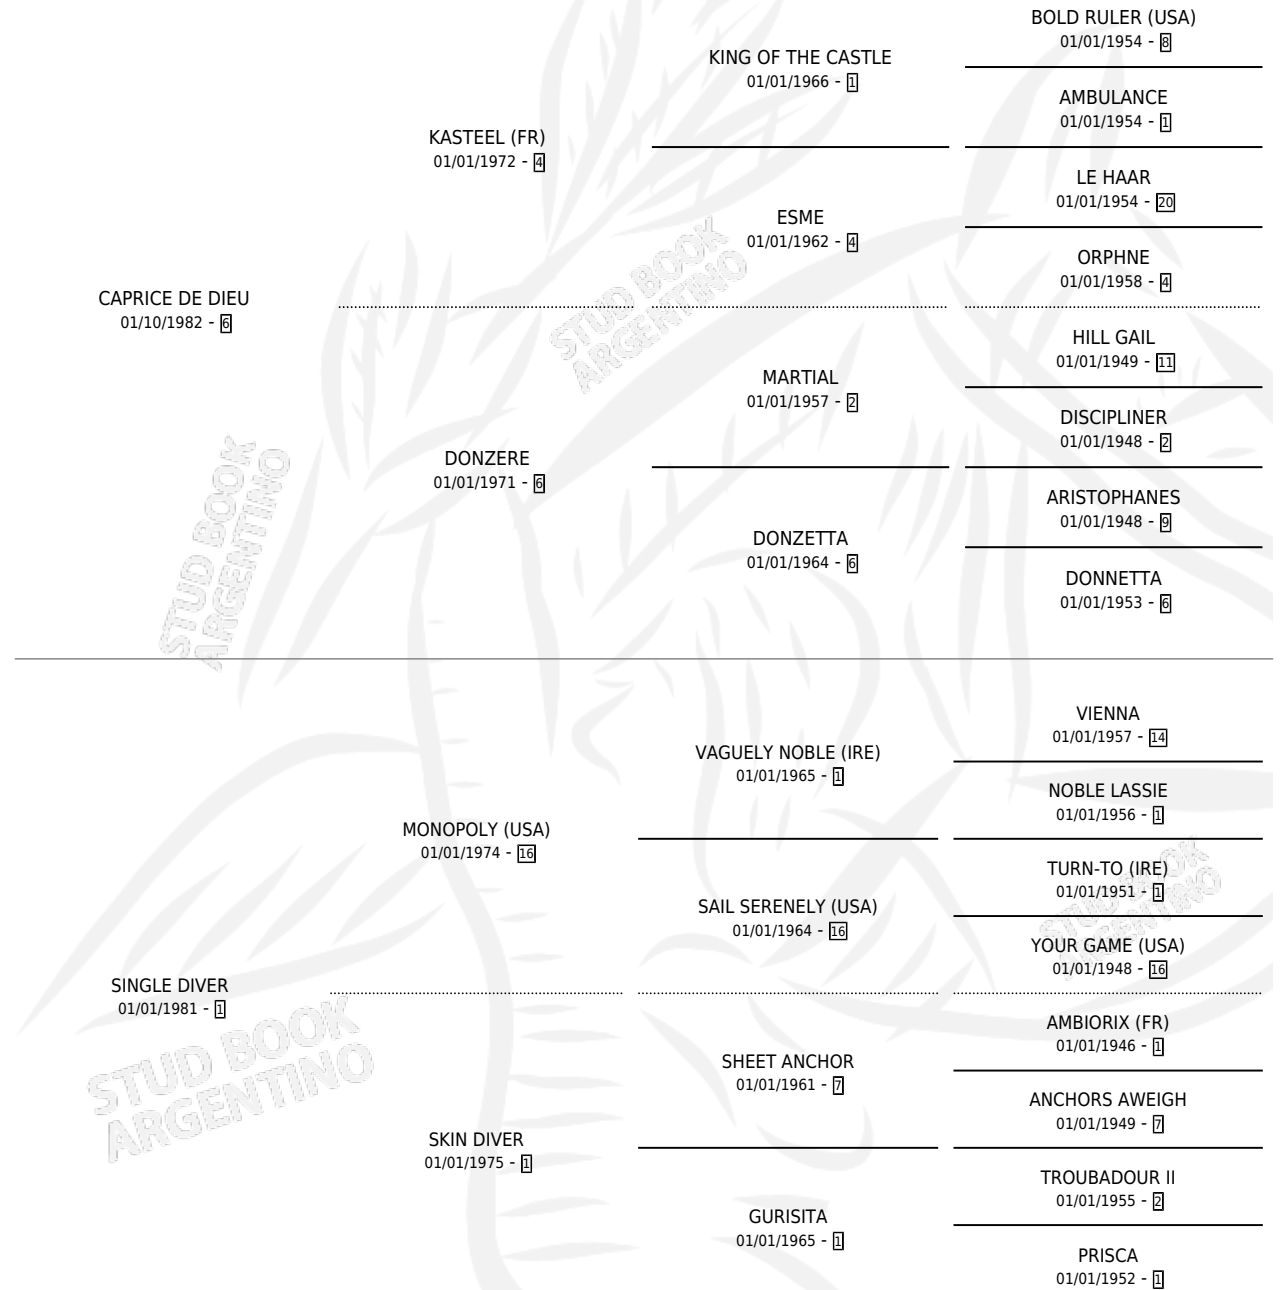 BOLD RULER (USA)
01/01/1954 - 8
KING OF THE CASTLE
01/01/1966 - 1
AMBULANCE
01/01/1954 - 1
KASTEEL (FR)
01/01/1972 - 4
LE HAAR
01/01/1954 - 20
ESME
01/01/1962 - 4
ORPHNE
01/01/1958 - 4
CAPRICE DE DIEU
01/10/1982 - 6
HILL GAIL
01/01/1949 - 11
MARTIAL
01/01/1957 - 2
DISCIPLINER
01/01/1948 - 2
DONZERE
01/01/1971 - 6
ARISTOPHANES
01/01/1948 - 9
DONZETTA
01/01/1964 - 6
DONNETTA
01/01/1953 - 6
VIENNA
01/01/1957 - 14
VAGUELY NOBLE (IRE)
01/01/1965 - 1
NOBLE LASSIE
01/01/1956 - 1
MONOPOLY (USA)
01/01/1974 - 16
TURN-TO (IRE)
01/01/1951 - 1
SAIL SERENELY (USA)
01/01/1964 - 16
YOUR GAME (USA)
01/01/1948 - 16
SINGLE DIVER
01/01/1981 - 1
AMBIORIX (FR)
01/01/1946 - 1
SHEET ANCHOR
01/01/1961 - 7
ANCHORS AWEIGH
01/01/1949 - 7
SKIN DIVER
01/01/1975 - 1
TROUBADOUR II
01/01/1955 - 2
GURISITA
01/01/1965 - 1
PRISCA
01/01/1952 - 1
STUD BOOK
ARGENTINO
STUD BOOK
ARGENTINO
STUD BOOK
ARGENTINO
STUD BOOK
ARGENTINO